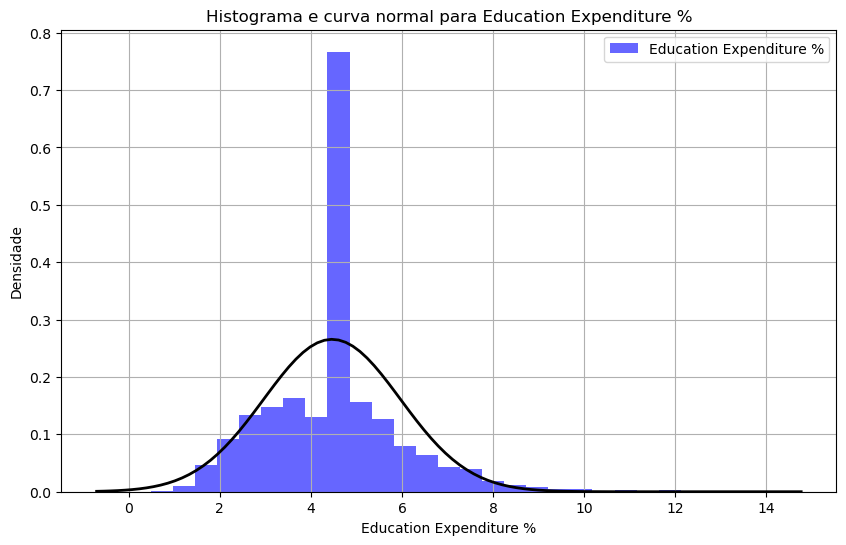 Histograma e curva normal para Education Expenditure %
Education Expenditure %
Densidade
0.8
0.7
0.6
0.5
0.4
0.3
0.2
0.1
0.0
0 2 4 6 8 10 12 14
Education Expenditure %